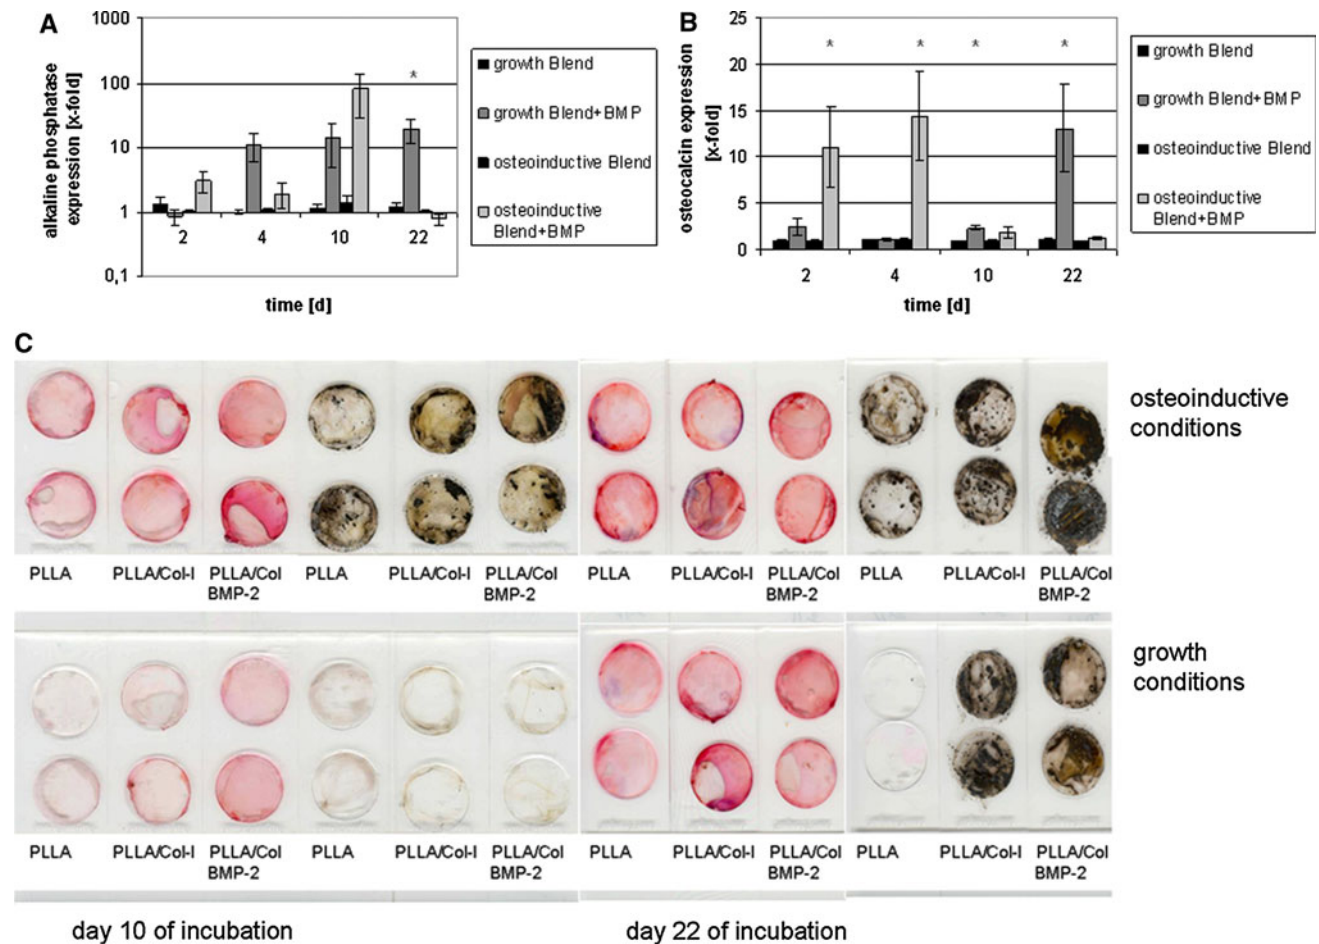 A
1000
100
10
1
0,1
alkaline phosphatase
expression [x-fold]
*
2 4 10 22
time [d]
growth Blend
growth Blend+BMP
osteoinductive Blend
osteoinductive
Blend+BMP
B
25
20
15
10
5
0
osteocalcin expression
[x-fold]
* * * *
2 4 10 22
time [d]
growth Blend
growth Blend+BMP
osteoinductive Blend
osteoinductive
Blend+BMP
C
osteoinductive
conditions
PLLA PLLA/Col-I PLLA/Col PLLA PLLA/Col-I PLLA/Col PLLA PLLA/Col-I PLLA/Col PLLA PLLA/Col-I PLLA/Col
BMP-2 BMP-2 BMP-2 BMP-2
growth
conditions
PLLA PLLA/Col-I PLLA/Col PLLA PLLA/Col-I PLLA/Col PLLA PLLA/Col-I PLLA/Col PLLA PLLA/Col-I PLLA/Col
BMP-2 BMP-2 BMP-2 BMP-2
day 10 of incubation day 22 of incubation